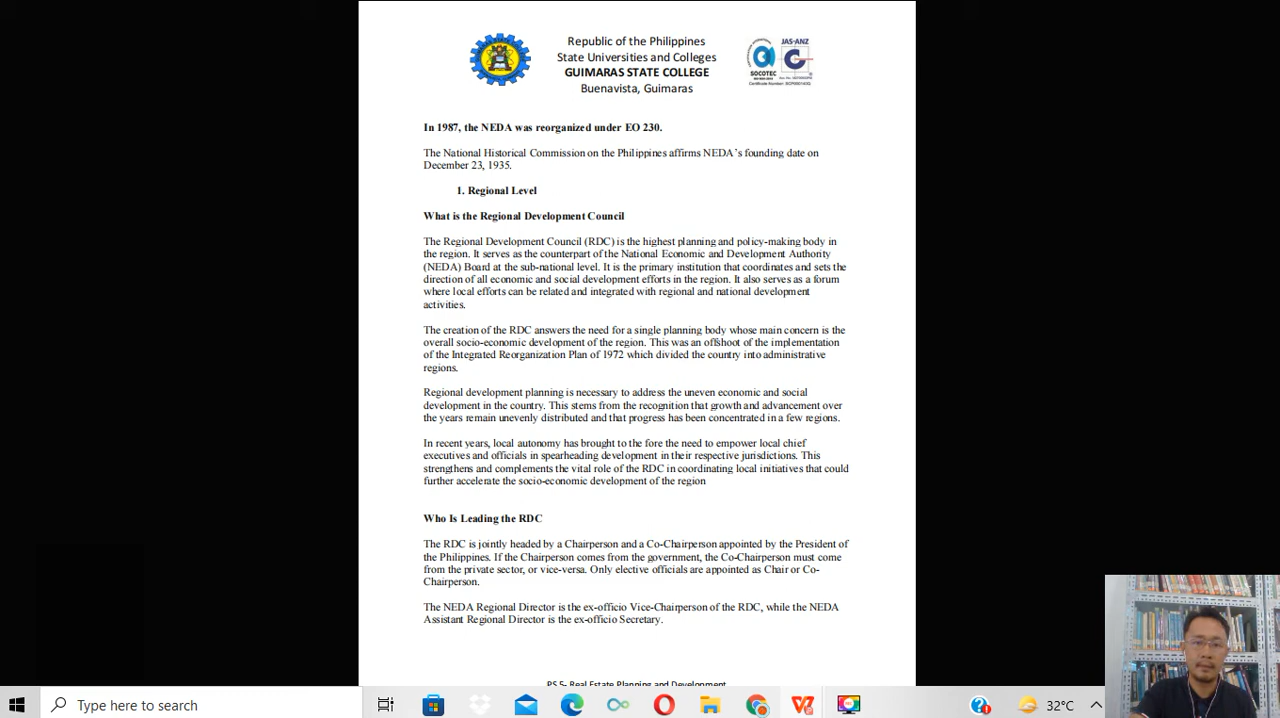 Republic of the Philippines
State Universities and Colleges
GUIMARAS STATE COLLEGE
Buenavista, Guimaras
SOCOTEC
JAS-ANZ
In 1987, the NEDA was reorganized under EO 230.
The National Historical Commission on the Philippines affirms NEDA's founding date on
December 23, 1935.
1. Regional Level
What is the Regional Development Council
The Regional Development Council (RDC) is the highest planning and policy-making body in
the region. It serves as the counterpart of the National Economic and Development Authority
(NEDA) Board at the sub-national level. It is the primary institution that coordinates and sets the
direction of all economic and social development efforts in the region. It also serves as a forum
where local efforts can be related and integrated with regional and national development
activities.
The creation of the RDC answers the need for a single planning body whose main concern is the
overall socio-economic development of the region. This was an offshoot of the implementation
of the Integrated Reorganization Plan of 1972 which divided the country into administrative
regions.
Regional development planning is necessary to address the uneven economic and social
development in the country. This stems from the recognition that growth and advancement over
the years remain unevenly distributed and that progress has been concentrated in a few regions.
In recent years, local autonomy has brought to the fore the need to empower local chief
executives and officials in spearheading development in their respective jurisdictions. This
strengthens and complements the vital role of the RDC in coordinating local initiatives that could
further accelerate the socio-economic development of the region
Who Is Leading the RDC
The RDC is jointly headed by a Chairperson and a Co-Chairperson appointed by the President of
the Philippines. If the Chairperson comes from the government, the Co-Chairperson must come
from the private sector, or vice-versa. Only elective officials are appointed as Chair or Co-
Chairperson.
The NEDA Regional Director is the ex-officio Vice-Chairperson of the RDC, while the NEDA
Assistant Regional Director is the ex-officio Secretary.
PS 5- Real Estate Planning and Development
Type here to search
32°C